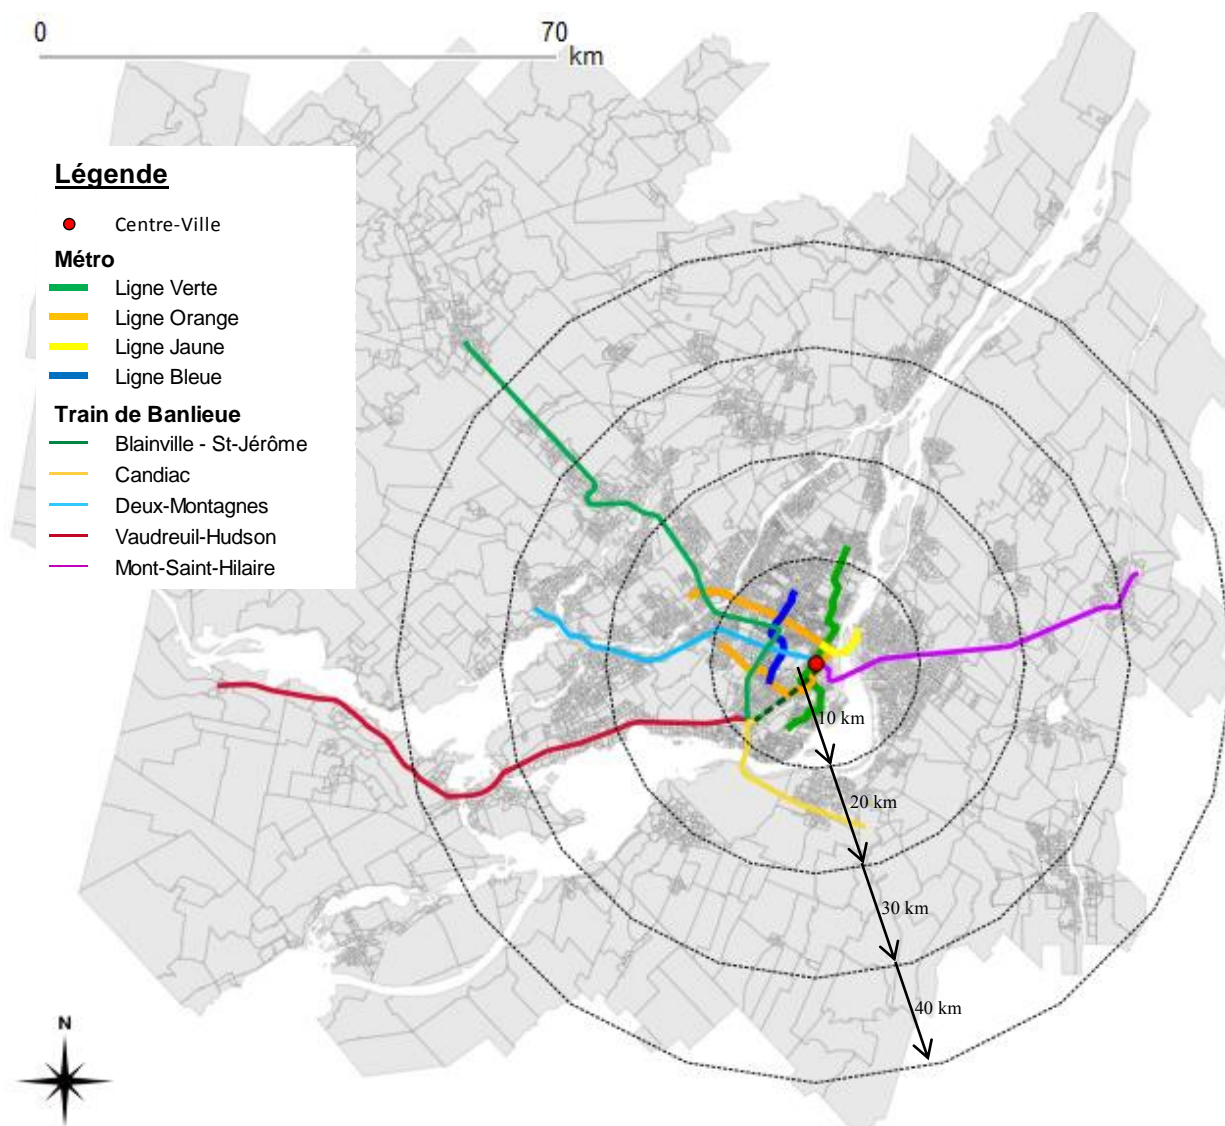 0 70
km
Légende
Centre-Ville
Métro
Ligne Verte
Ligne Orange
Ligne Jaune
Ligne Bleue
Train de Banlieue
Blainville - St-Jérôme
Candiac
Deux-Montagnes
Vaudreuil-Hudson
Mont-Saint-Hilaire
10 km
20 km
30 km
40 km
N